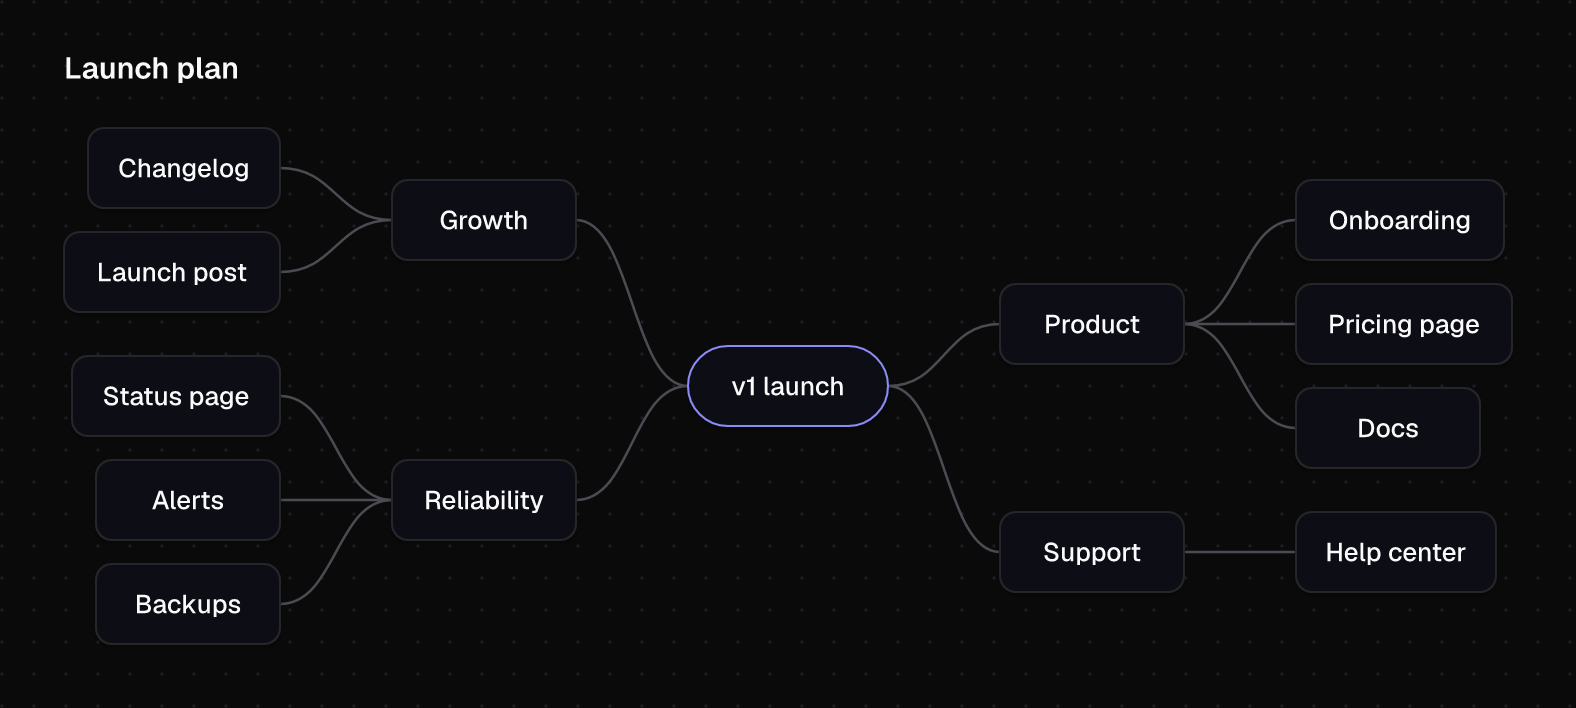 Launch plan
Changelog
Launch post
Growth
Status page
Alerts
Backups
Reliability
v1 launch
Product
Onboarding
Pricing page
Docs
Support
Help center